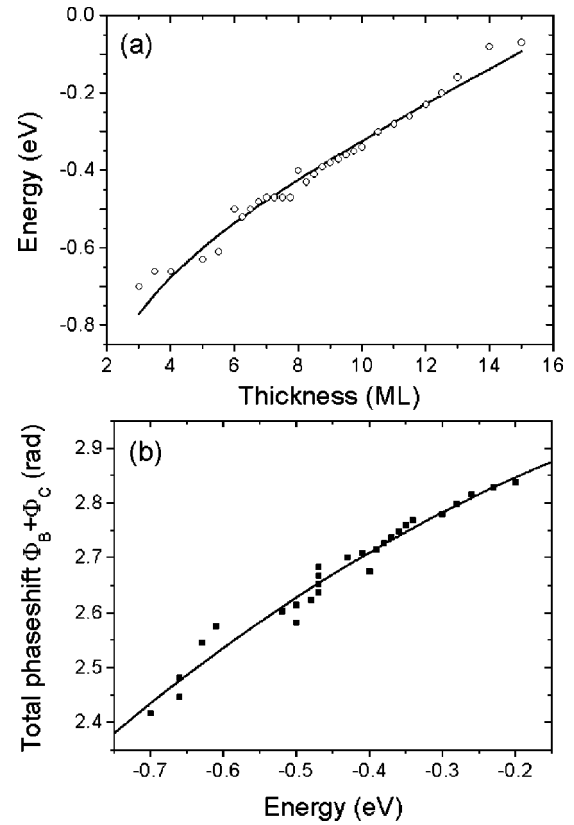 (a)
Energy (eV)
0.0
-0.2
-0.4
-0.6
-0.8
2 4 6 8 10 12 14 16
Thickness (ML)
(b)
Total phaseshift Φ_B+Φ_C (rad)
2.9
2.8
2.7
2.6
2.5
2.4
-0.7 -0.6 -0.5 -0.4 -0.3 -0.2
Energy (eV)